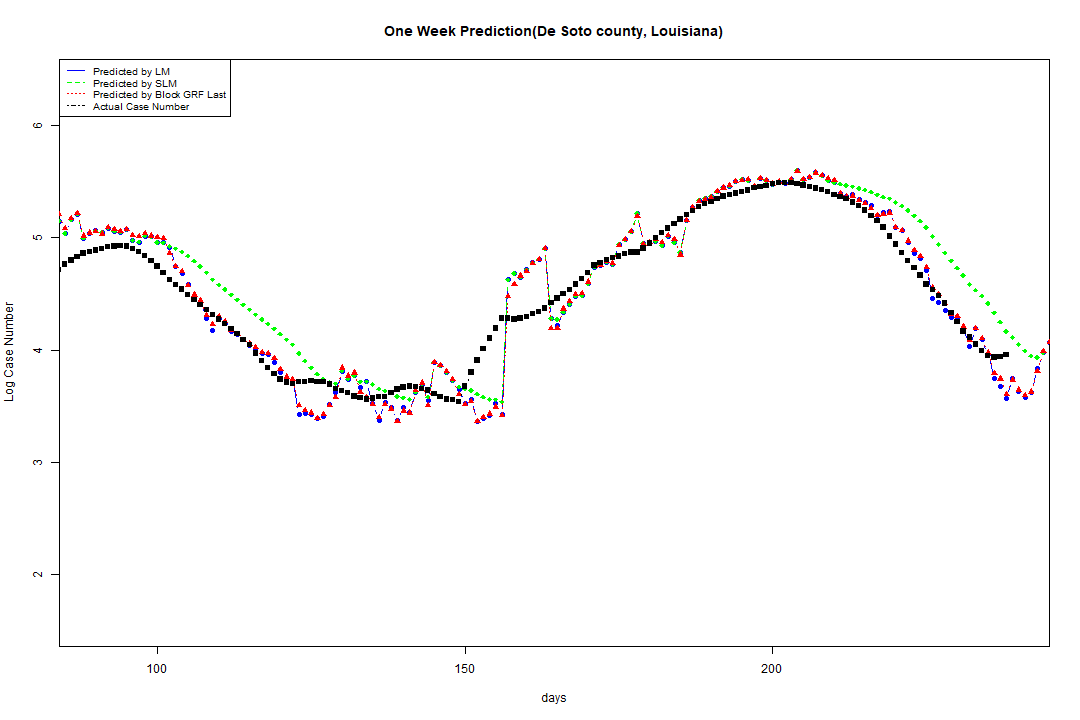 One Week Prediction(De Soto county, Louisiana)
Predicted by LM
Predicted by SLM
Predicted by Block GRF Last
Actual Case Number
6
5
4
3
2
Log Case Number
100
150
200
days